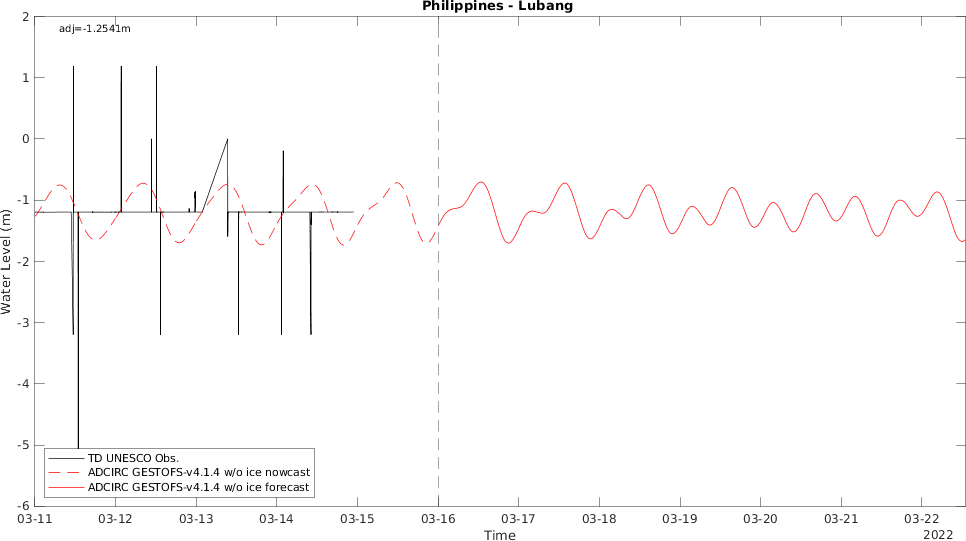 Philippines - Lubang
adj=-1.2541m
2
1
0
-1
-2
-3
-4
-5
-6
Water Level (m)
TD UNESCO Obs.
ADCIRC GESTOFS-v4.1.4 w/o ice nowcast
ADCIRC GESTOFS-v4.1.4 w/o ice forecast
03-11 03-12 03-13 03-14 03-15 03-16 03-17 03-18 03-19 03-20 03-21 03-22
Time
2022